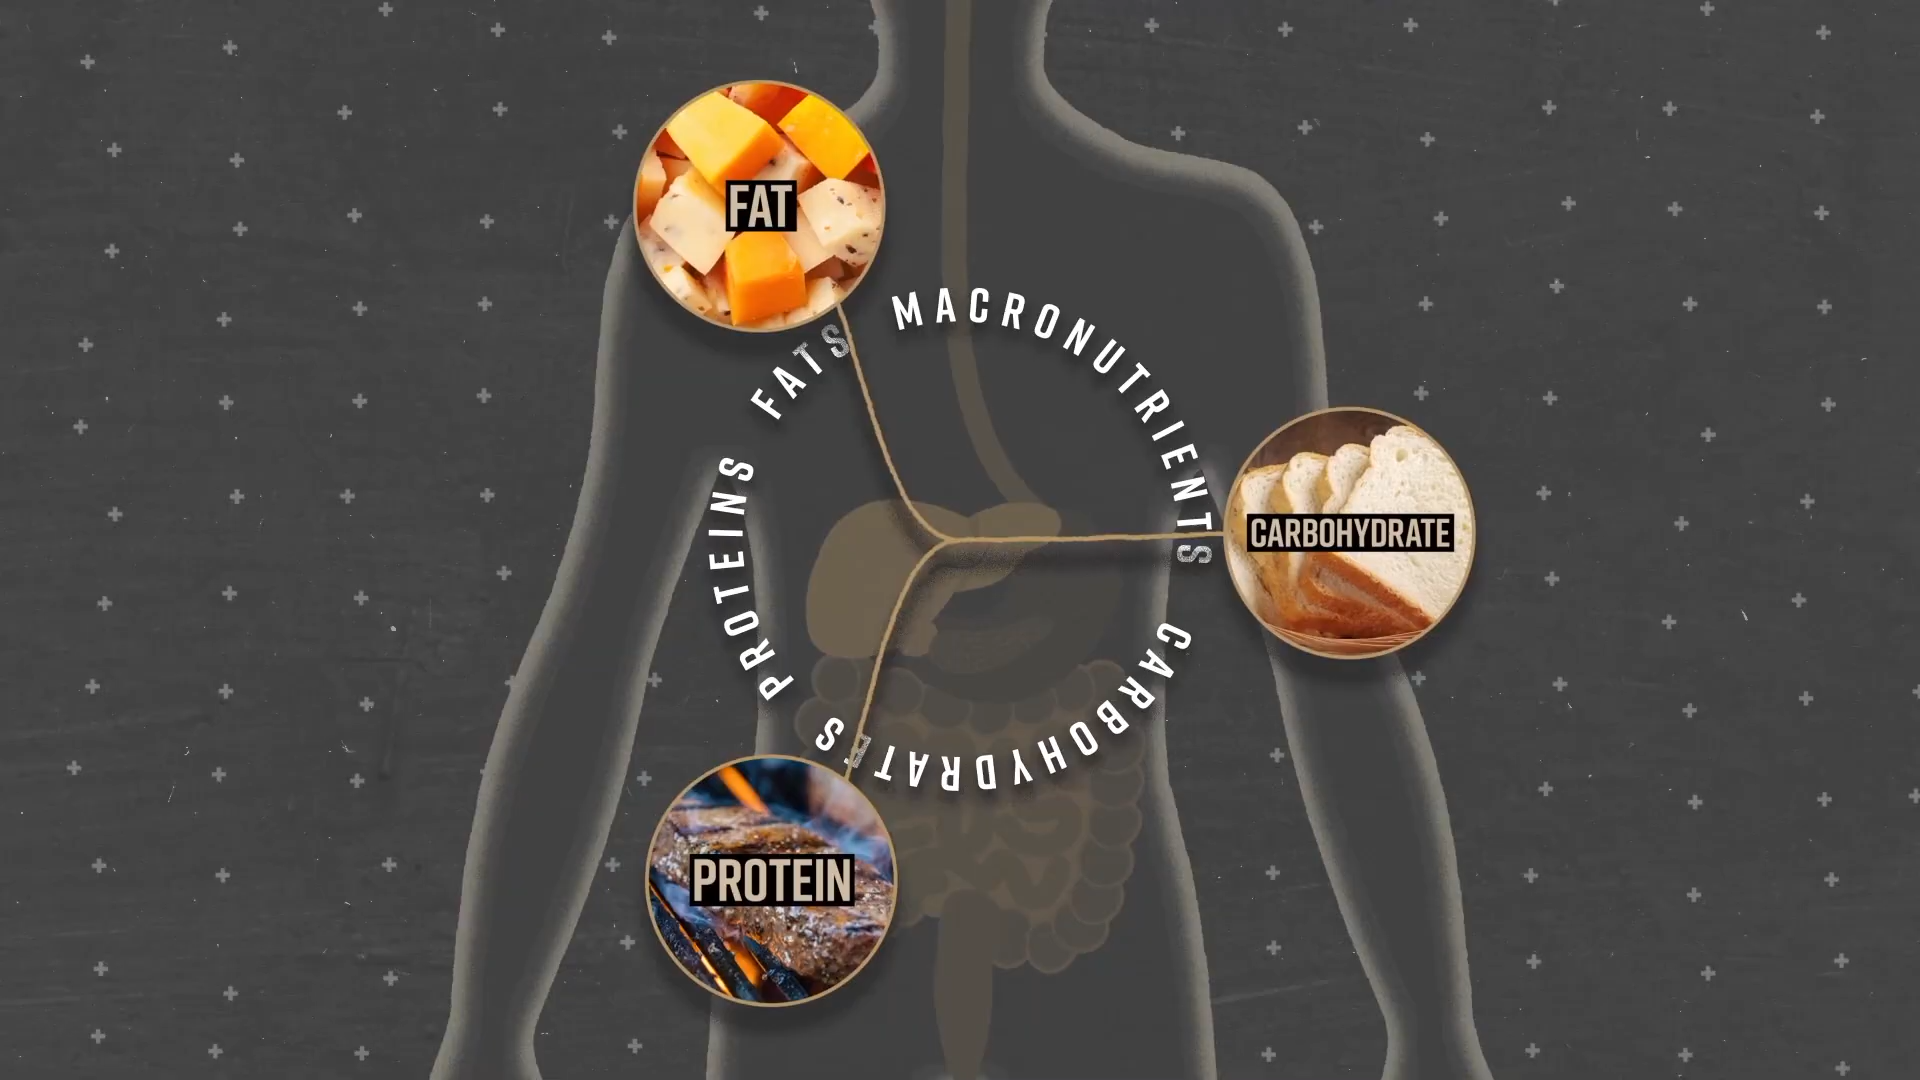 FAT
MACRONUTRIENTS
CARBOHYDRATES
PROTEINS
FATS
CARBOHYDRATE
PROTEIN